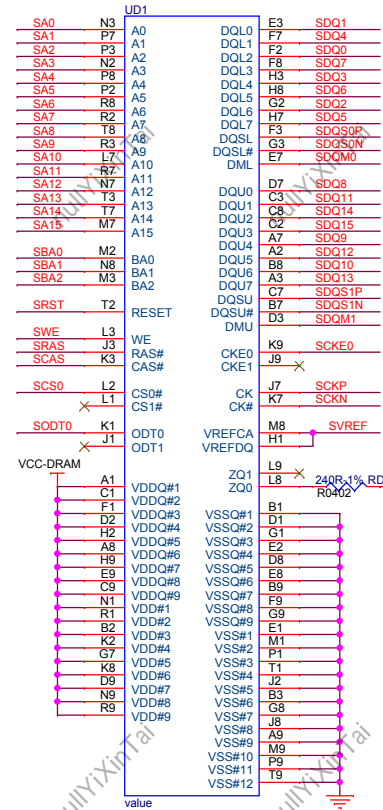 UD1
SA0 N3 A0 DQL0 E3 SDQ1
SA1 P7 A1 DQL1 F7 SDQ4
SA2 P3 A2 DQL2 F2 SDQ0
SA3 N2 A3 DQL3 F8 SDQ7
SA4 P8 A4 DQL4 H3 SDQ3
SA5 P2 A5 DQL5 H8 SDQ6
SA6 R8 A6 DQL6 G2 SDQ2
SA7 R2 A7 DQL7 H7 SDQ5
SA8 T8 A8 DQSL F3 SDQS0P
SA9 R3 A9 DQSL# G3 SDQS0N
SA10 L7 A10 DML E7 SDQM0
SA11 R7 A11
SA12 N7 A12 DQU0 D7 SDQ8
SA13 T3 A13 DQU1 C3 SDQ11
SA14 T7 A14 DQU2 C8 SDQ14
SA15 M7 A15 DQU3 C2 SDQ15
DQU4 A7 SDQ9
SBA0 M2 BA0 DQU5 A2 SDQ12
SBA1 N8 BA1 DQU6 B8 SDQ10
SBA2 M3 BA2 DQU7 A3 SDQ13
DQSU C7 SDQS1P
SRST T2 RESET DQSU# B7 SDQS1N
DMU D3 SDQM1
SWE L3 WE
SRAS J3 RAS# CKE0 K9 SCKE0
SCAS K3 CAS# CKE1 J9
SCS0 L2 CS0# CK J7 SCKP
L1 CS1# CK# K7 SCKN
SODT0 K1 ODT0 VREFCA M8 SVREF
J1 ODT1 VREFDQ H1
VCC-DRAM
ZQ1 L9
ZQ0 L8 240R-1% RD
R0402
A1 VDDQ#1
C1 VDDQ#2
F1 VDDQ#3 VSSQ#1 B1
D2 VDDQ#4 VSSQ#2 D1
H2 VDDQ#5 VSSQ#3 G1
A8 VDDQ#6 VSSQ#4 E2
H9 VDDQ#7 VSSQ#5 D8
E9 VDDQ#8 VSSQ#6 E8
C9 VDDQ#9 VSSQ#7 B9
N1 VDD#1 VSSQ#8 F9
R1 VDD#2 VSSQ#9 G9
B2 VDD#3 VSS#1 E1
K2 VDD#4 VSS#2 M1
G7 VDD#5 VSS#3 P1
K8 VDD#6 VSS#4 T1
D9 VDD#7 VSS#5 J2
N9 VDD#8 VSS#6 B3
R9 VDD#9 VSS#7 G8
VSS#8 J8
VSS#9 A9
VSS#10 M9
VSS#11 P9
VSS#12 T9
value
nullYiXinTai
nullYiXinTai
nullYiXinTai
nullYiXinTai